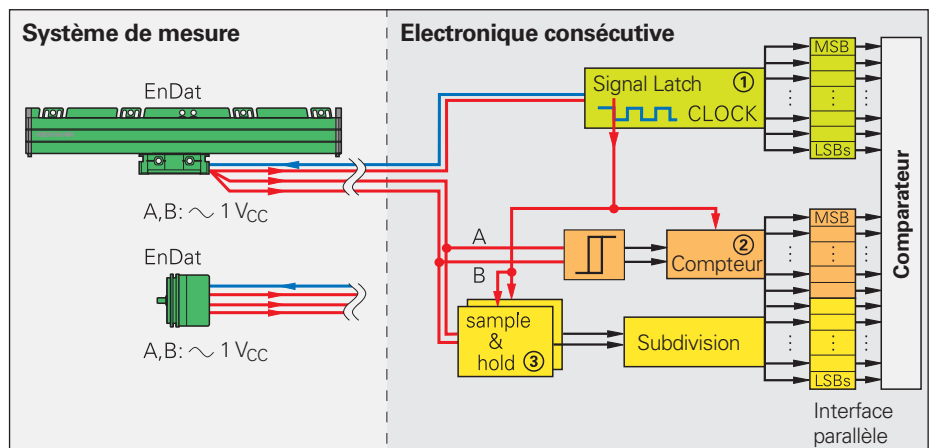 Système de mesure
EnDat
A,B: ∼ 1 VCC
EnDat
A,B: ∼ 1 VCC
Electronique consécutive
Signal Latch ①
CLOCK
MSB
LSBs
A
B
②
Compteur
MSB
sample
&
hold ③
Subdivision
LSBs
Interface
parallèle
Comparateur